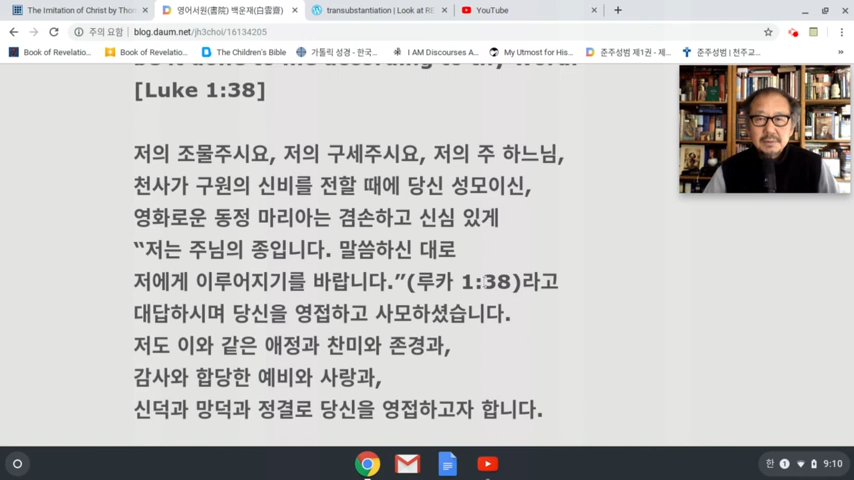 The Imitation of Christ by Thom
영어서원(書院) 백운재(白雲齋)
transubstantiation | Look at RE
YouTube
주의 요함 | blog.daum.net/jh3choi/16134205
Book of Revelatio...
Book of Revelatio...
The Children's Bible
가톨릭 성경 - 한국...
I AM Discourses A...
My Utmost for His...
준주성범 제1권 - 제...
준주성범 | 천주교...
be it done to me according to thy word.
[Luke 1:38]
저의 조물주시요, 저의 구세주시요, 저의 주 하느님,
천사가 구원의 신비를 전할 때에 당신 성모이신,
영화로운 동정 마리아는 겸손하고 신심 있게
“저는 주님의 종입니다. 말씀하신 대로
저에게 이루어지기를 바랍니다.”(루카 1:38)라고
대답하시며 당신을 영접하고 사모하셨습니다.
저도 이와 같은 애정과 찬미와 존경과,
감사와 합당한 예비와 사랑과,
신덕과 망덕과 정결로 당신을 영접하고자 합니다.
한 1 9:10